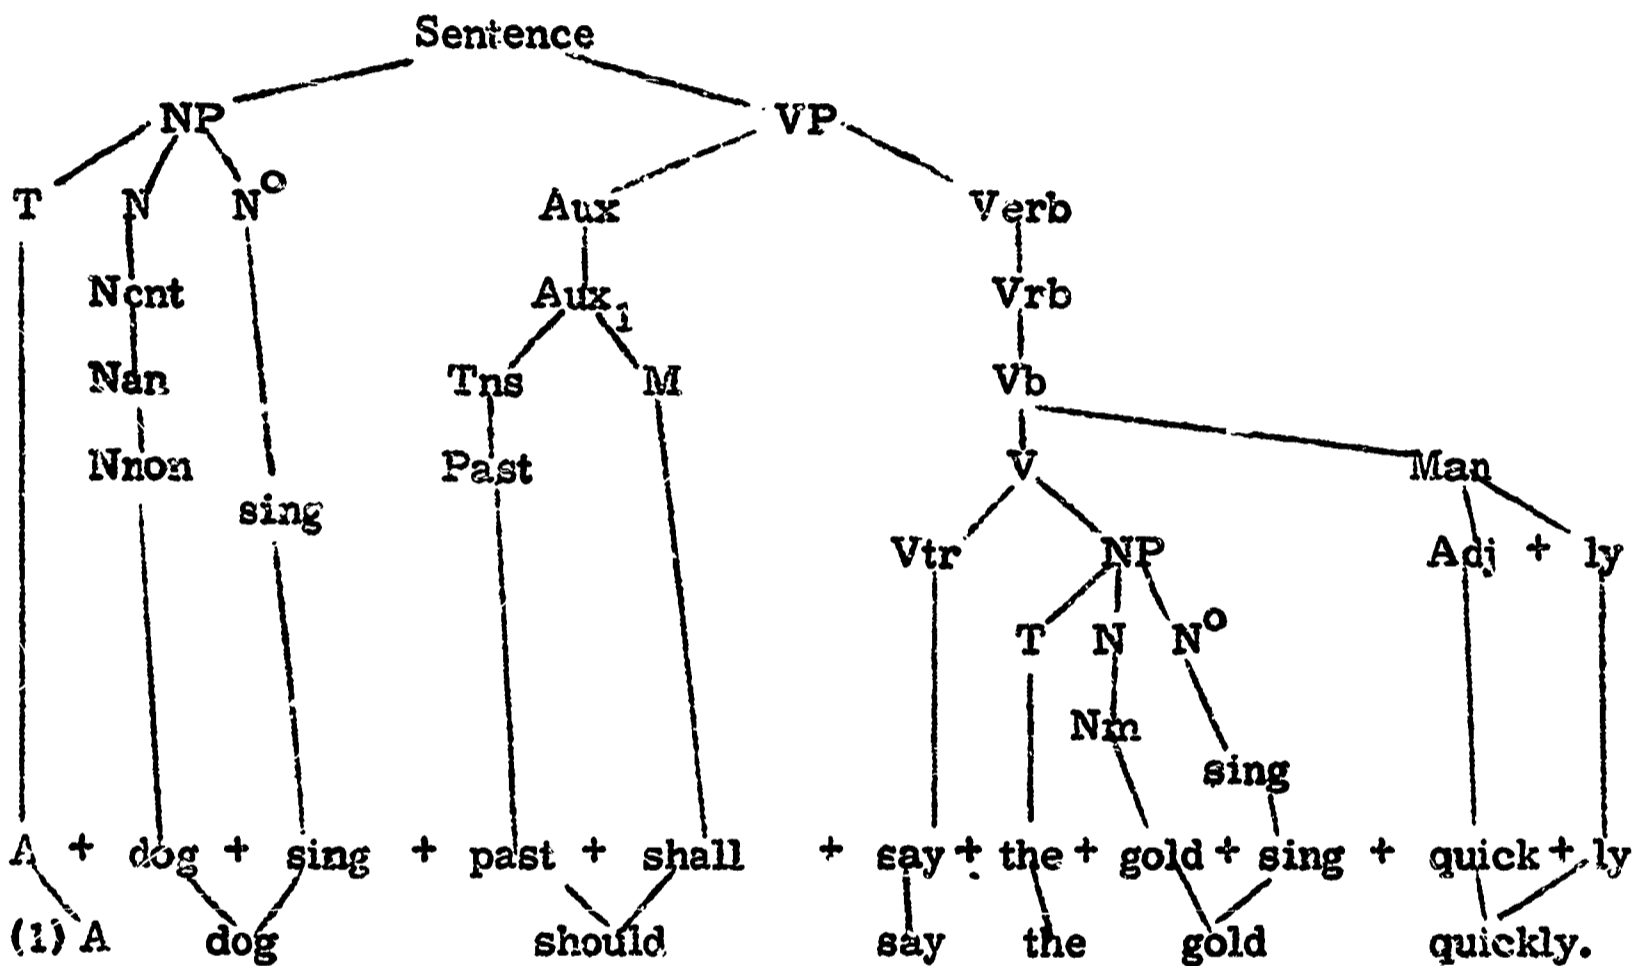 Sentence
NP VP
T N N° Aux Verb
Ncnt Aux₁ Vrb
Nan Tns M Vb
Nnon Past V Man
sing
Vtr NP Adj + ly
T N N°
Nm
sing
A + dog + sing + past + shall + say + the + gold + sing + quick + ly
(1) A dog should say the gold quickly.